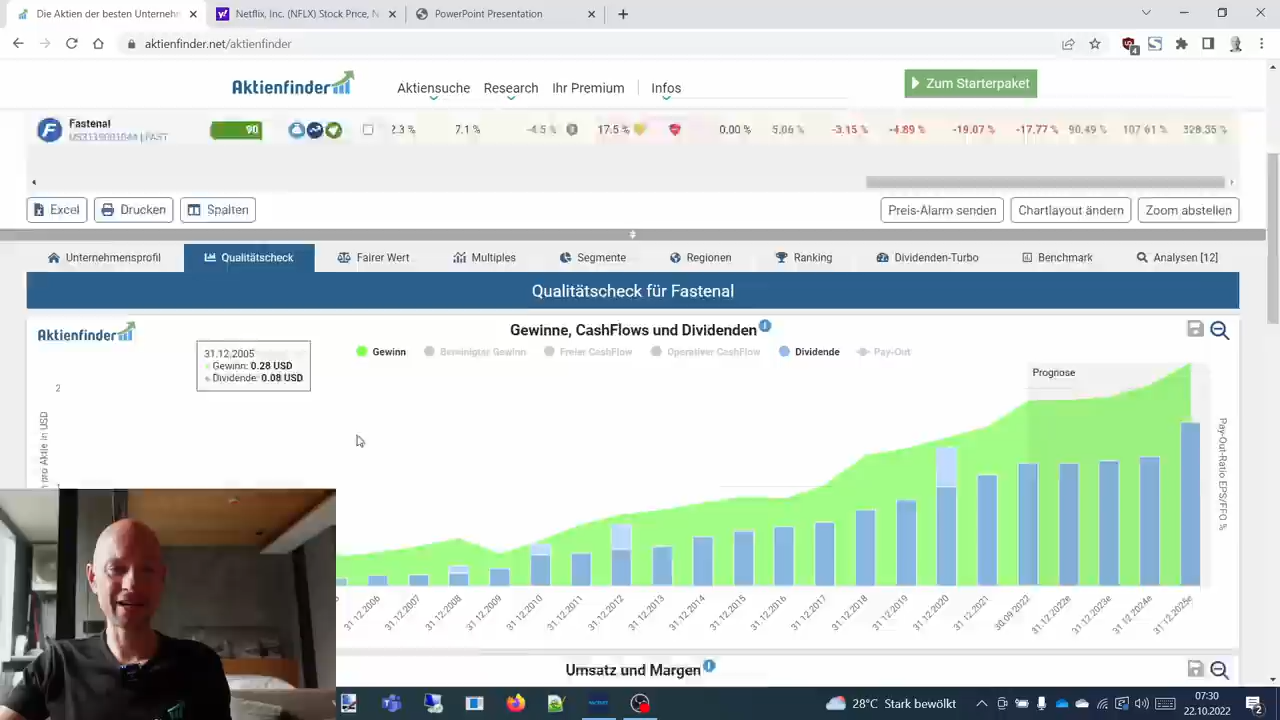 Die Akten der besten Unternehm
Netflix, Inc. (NFLX) Stock Price, N
PowerPoint Presentation
aktienfinder.net/aktienfinder
4
Aktienfinder
Aktiensuche
Research
Ihr Premium
Infos
Zum Starterpaket
Fastenal
90
2.3 %
7.1 %
-4.5 %
17.5 %
0.00 %
5.06 %
-3.15 %
-4.89 %
-19.07 %
-17.77 %
90.49 %
107.61 %
328.35 %
Excel
Drucken
Spalten
Preis-Alarm senden
Chartlayout ändern
Zoom abstellen
Unternehmensprofil
Qualitätscheck
Fairer Wert
Multiples
Segmente
Regionen
Ranking
Dividenden-Turbo
Benchmark
Analysen [12]
Qualitätscheck für Fastenal
Aktienfinder
Gewinne, CashFlows und Dividenden
Gewinn
Bereinigter Gewinn
Freier CashFlow
Operativer CashFlow
Dividende
Pay-Out
31.12.2005
Gewinn: 0.28 USD
Dividende: 0.08 USD
Prognose
2
pro Aktie in USD
Pay-Out-Ratio EPS/FFO %
31.12.2006
31.12.2007
31.12.2008
31.12.2009
31.12.2010
31.12.2011
31.12.2012
31.12.2013
31.12.2014
31.12.2015
31.12.2016
31.12.2017
31.12.2018
31.12.2019
31.12.2020
31.12.2021
30.09.2022
31.12.2022e
31.12.2023e
31.12.2024e
31.12.2025e
Umsatz und Margen
28°C Stark bewölkt
07:30
22.10.2022
2